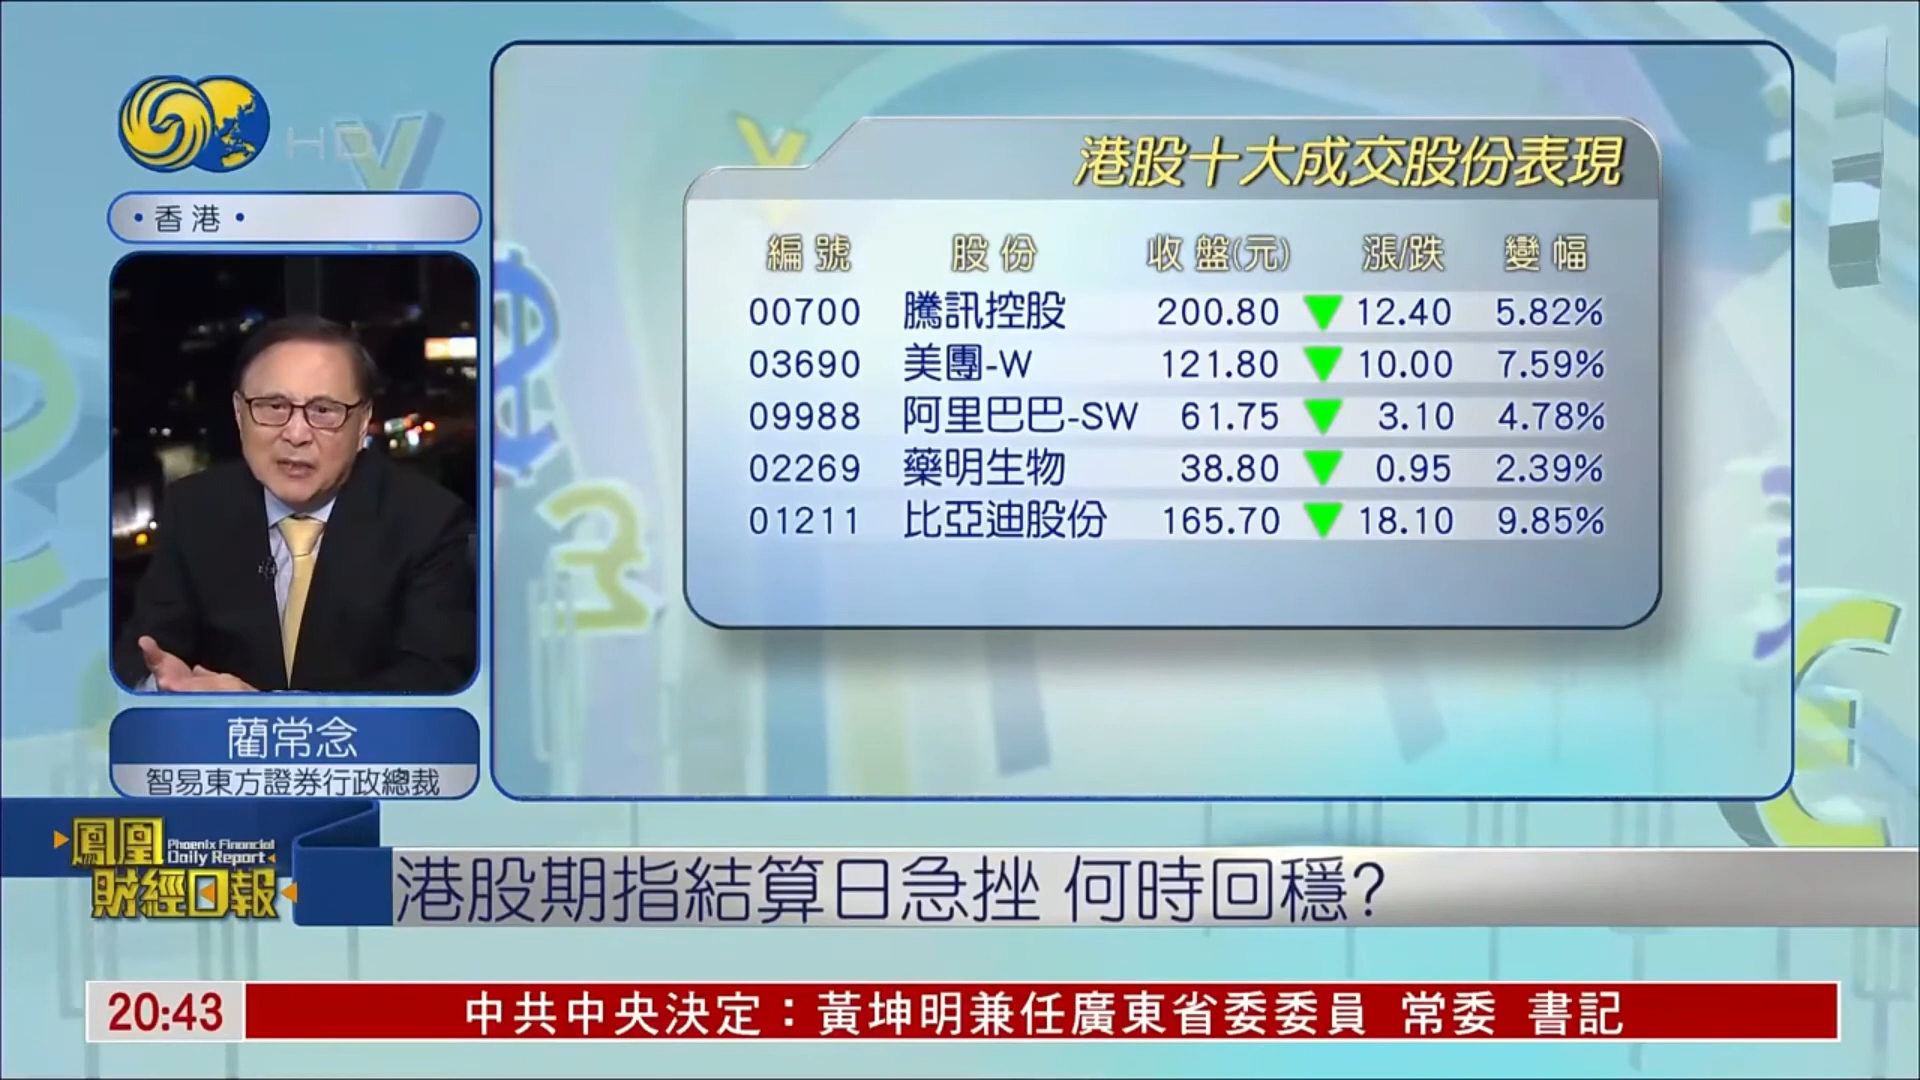 HD
·香港·
蘭常念
智易東方證券行政總裁
港股十大成交股份表現
編號 股份 收盤(元) 漲/跌 變幅
00700 騰訊控股 200.80 ▼ 12.40 5.82%
03690 美團-W 121.80 ▼ 10.00 7.59%
09988 阿里巴巴-SW 61.75 ▼ 3.10 4.78%
02269 藥明生物 38.80 ▼ 0.95 2.39%
01211 比亞迪股份 165.70 ▼ 18.10 9.85%
鳳凰
Phoenix Financial
Daily Report
財經日報
港股期指結算日急挫 何時回穩?
20:43 中共中央決定：黃坤明兼任廣東省委委員 常委 書記